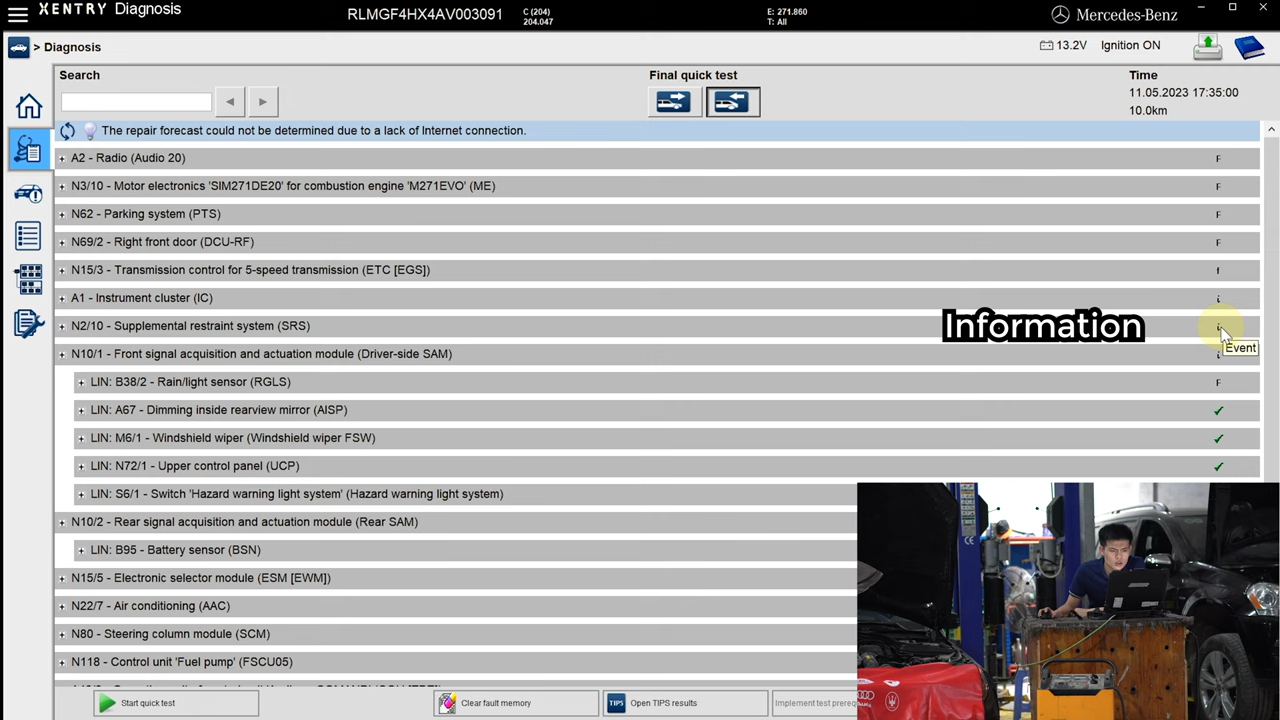 XENTRY Diagnosis
RLMGF4HX4AV003091
C (204)
204.047
E: 271.860
T: All
Mercedes-Benz
> Diagnosis
13.2V Ignition ON
Search
Final quick test
Time
11.05.2023 17:35:00
10.0km
The repair forecast could not be determined due to a lack of Internet connection.
+ A2 - Radio (Audio 20) F
+ N3/10 - Motor electronics 'SIM271DE20' for combustion engine 'M271EVO' (ME) F
+ N62 - Parking system (PTS) F
+ N69/2 - Right front door (DCU-RF) F
+ N15/3 - Transmission control for 5-speed transmission (ETC [EGS]) f
+ A1 - Instrument cluster (IC) i
+ N2/10 - Supplemental restraint system (SRS) Information i
Event
+ N10/1 - Front signal acquisition and actuation module (Driver-side SAM) i
+ LIN: B38/2 - Rain/light sensor (RGLS) F
+ LIN: A67 - Dimming inside rearview mirror (AISP) ✓
+ LIN: M6/1 - Windshield wiper (Windshield wiper FSW) ✓
+ LIN: N72/1 - Upper control panel (UCP) ✓
+ LIN: S6/1 - Switch 'Hazard warning light system' (Hazard warning light system)
+ N10/2 - Rear signal acquisition and actuation module (Rear SAM)
+ LIN: B95 - Battery sensor (BSN)
+ N15/5 - Electronic selector module (ESM [EWM])
+ N22/7 - Air conditioning (AAC)
+ N80 - Steering column module (SCM)
+ N118 - Control unit 'Fuel pump' (FSCU05)
Start quick test
Clear fault memory
TIPS Open TIPS results
Implement test prereq